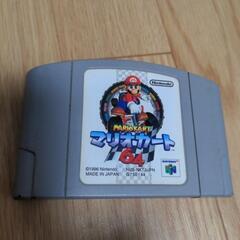 Nintendo
MARIO KART
マリオカート
64
©1996 Nintendo
MADE IN JAPAN